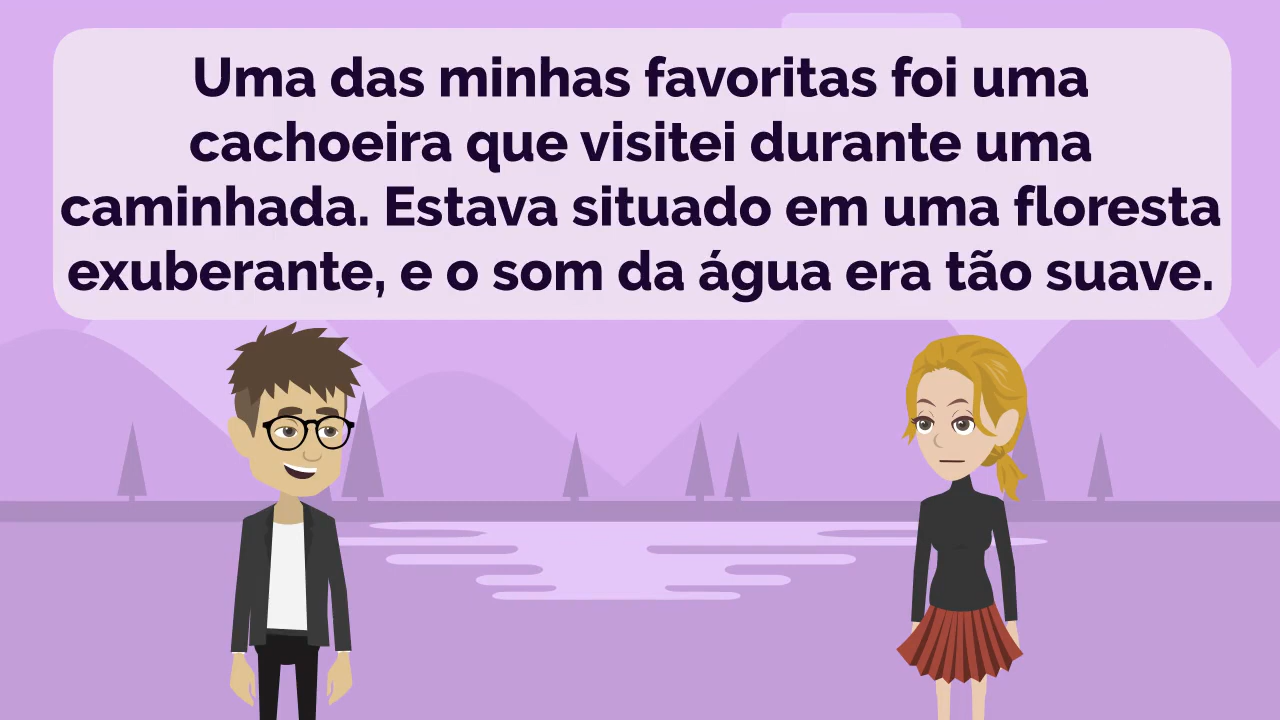 Uma das minhas favoritas foi uma
cachoeira que visitei durante uma
caminhada. Estava situado em uma floresta
exuberante, e o som da água era tão suave.